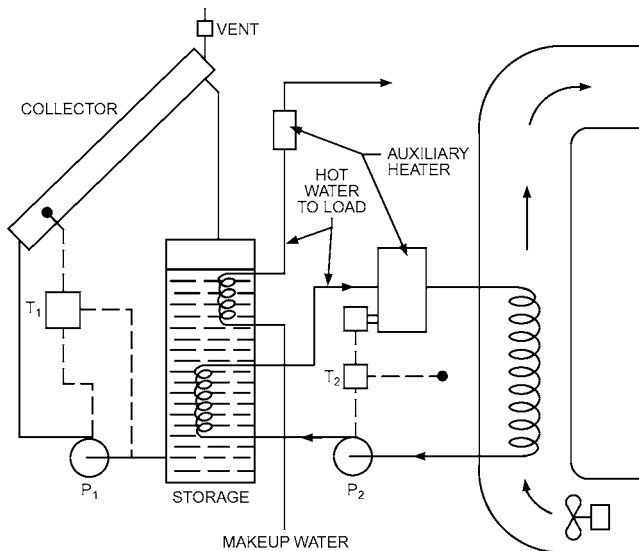 VENT
COLLECTOR
AUXILIARY
HEATER
HOT
WATER
TO LOAD
T1
T2
P1
STORAGE
P2
MAKEUP WATER